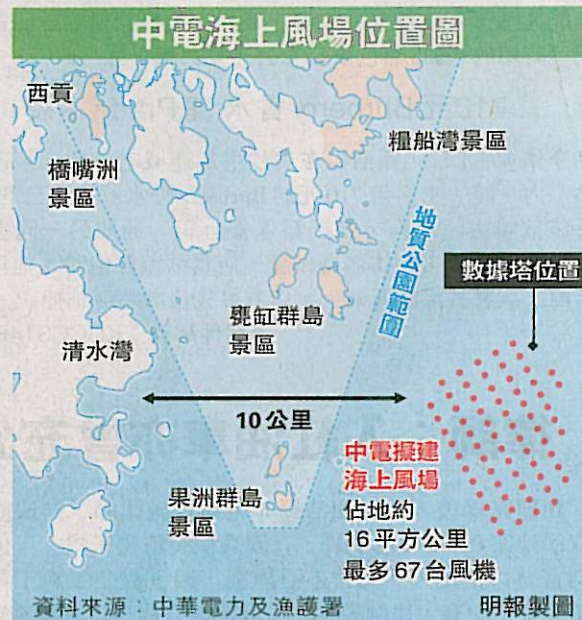 中電海上風場位置圖
西貢
橋嘴洲
景區
糧船灣景區
地質公園範圍
數據塔位置
甕缸群島
景區
清水灣
10公里
中電擬建
海上風場
佔地約
16平方公里
最多67台風機
果洲群島
景區
資料來源：中華電力及漁護署
明報製圖